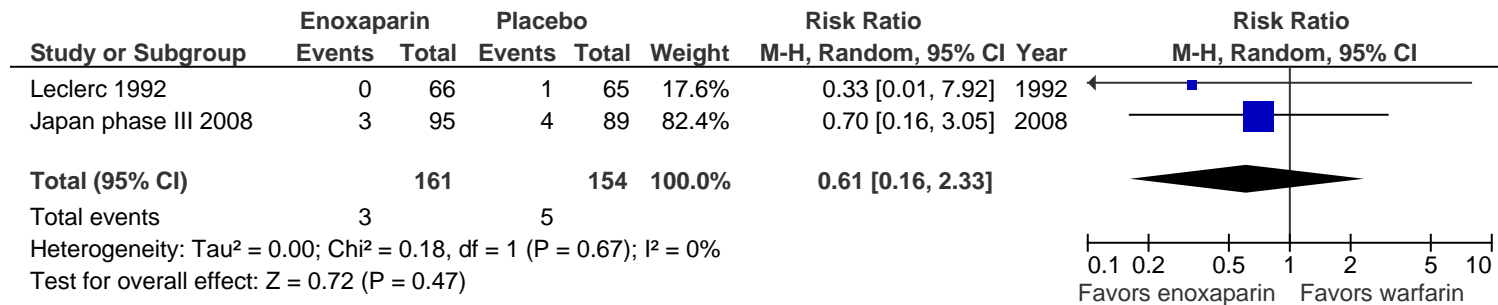 Enoxaparin Placebo Risk Ratio Risk Ratio
Study or Subgroup Events Total Events Total Weight M-H, Random, 95% CI Year M-H, Random, 95% CI
Leclerc 1992 0 66 1 65 17.6% 0.33 [0.01, 7.92] 1992
Japan phase III 2008 3 95 4 89 82.4% 0.70 [0.16, 3.05] 2008
Total (95% CI) 161 154 100.0% 0.61 [0.16, 2.33]
Total events 3 5
Heterogeneity: Tau² = 0.00; Chi² = 0.18, df = 1 (P = 0.67); I² = 0%
Test for overall effect: Z = 0.72 (P = 0.47)
0.1 0.2 0.5 1 2 5 10
Favors enoxaparin Favors warfarin